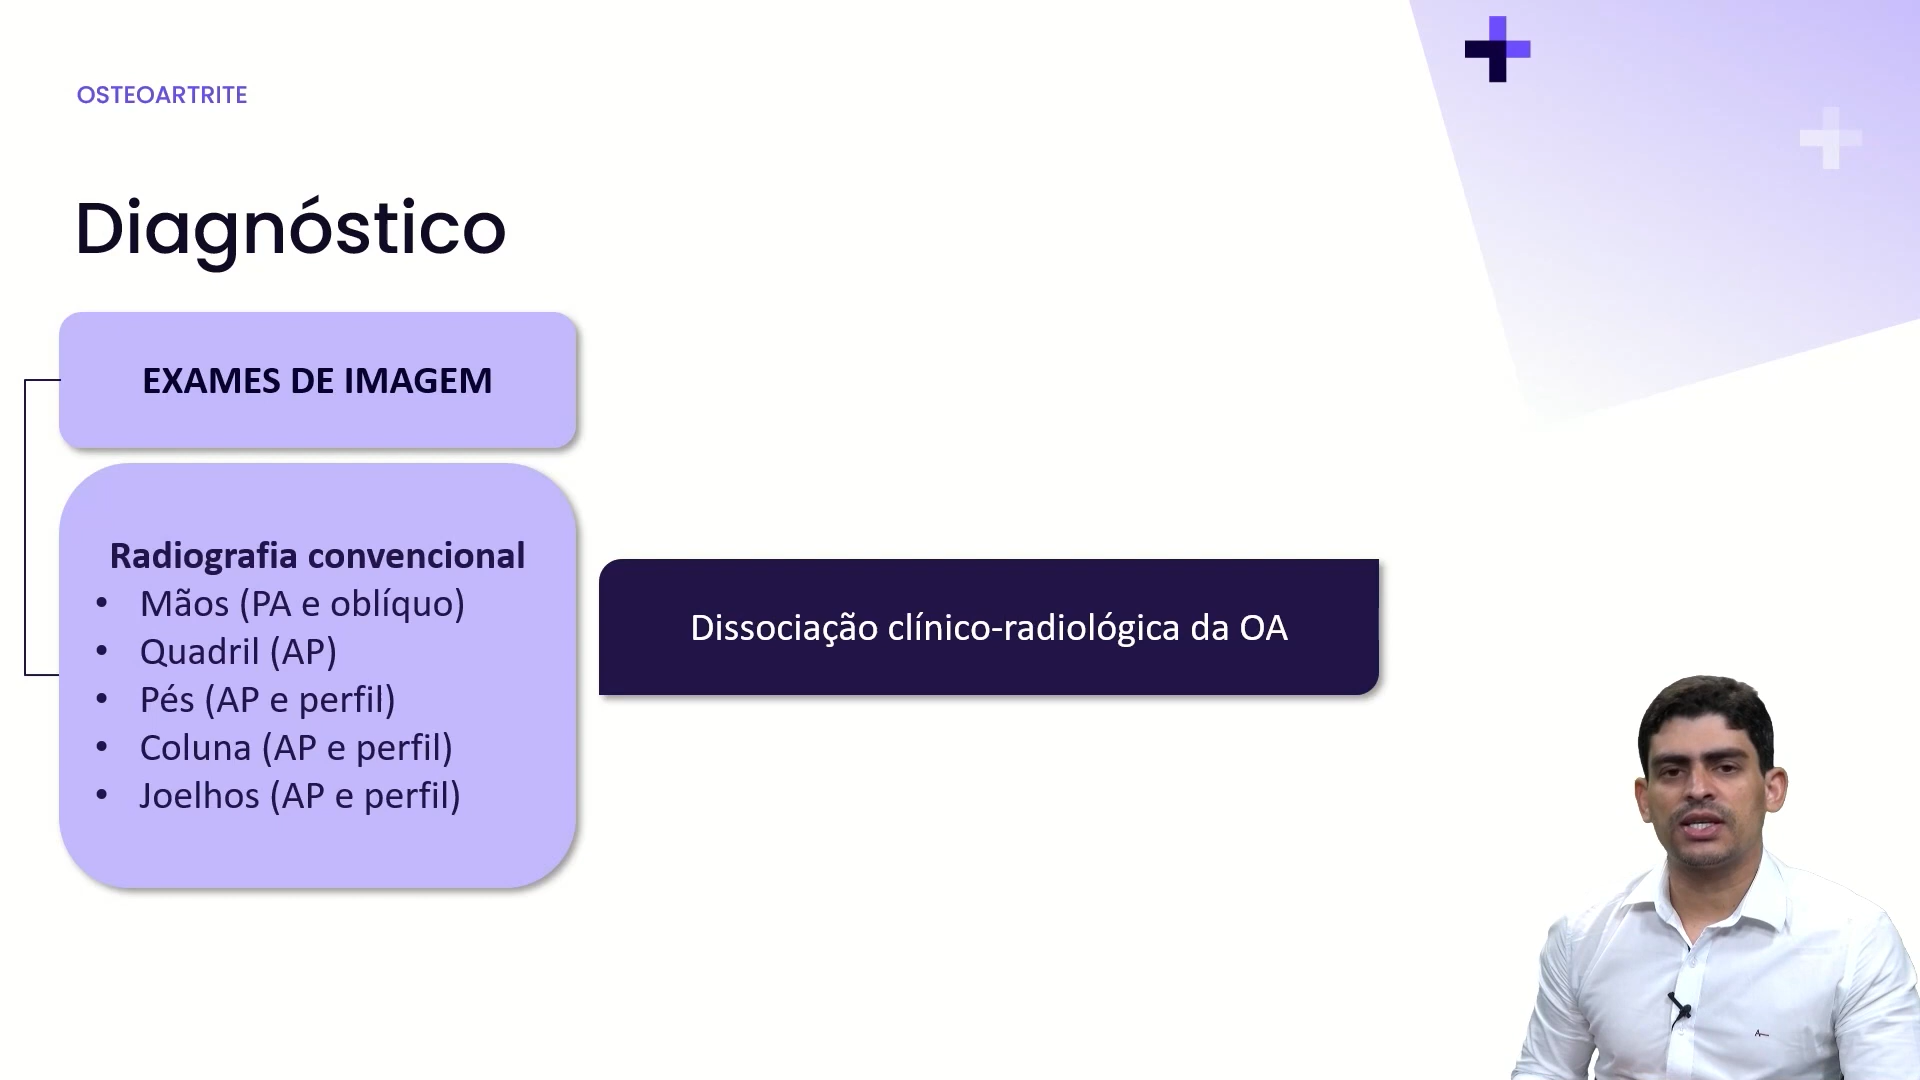 OSTEOARTRITE
Diagnóstico
EXAMES DE IMAGEM
Radiografia convencional
• Mãos (PA e oblíquo)
• Quadril (AP)
• Pés (AP e perfil)
• Coluna (AP e perfil)
• Joelhos (AP e perfil)
Dissociação clínico-radiológica da OA